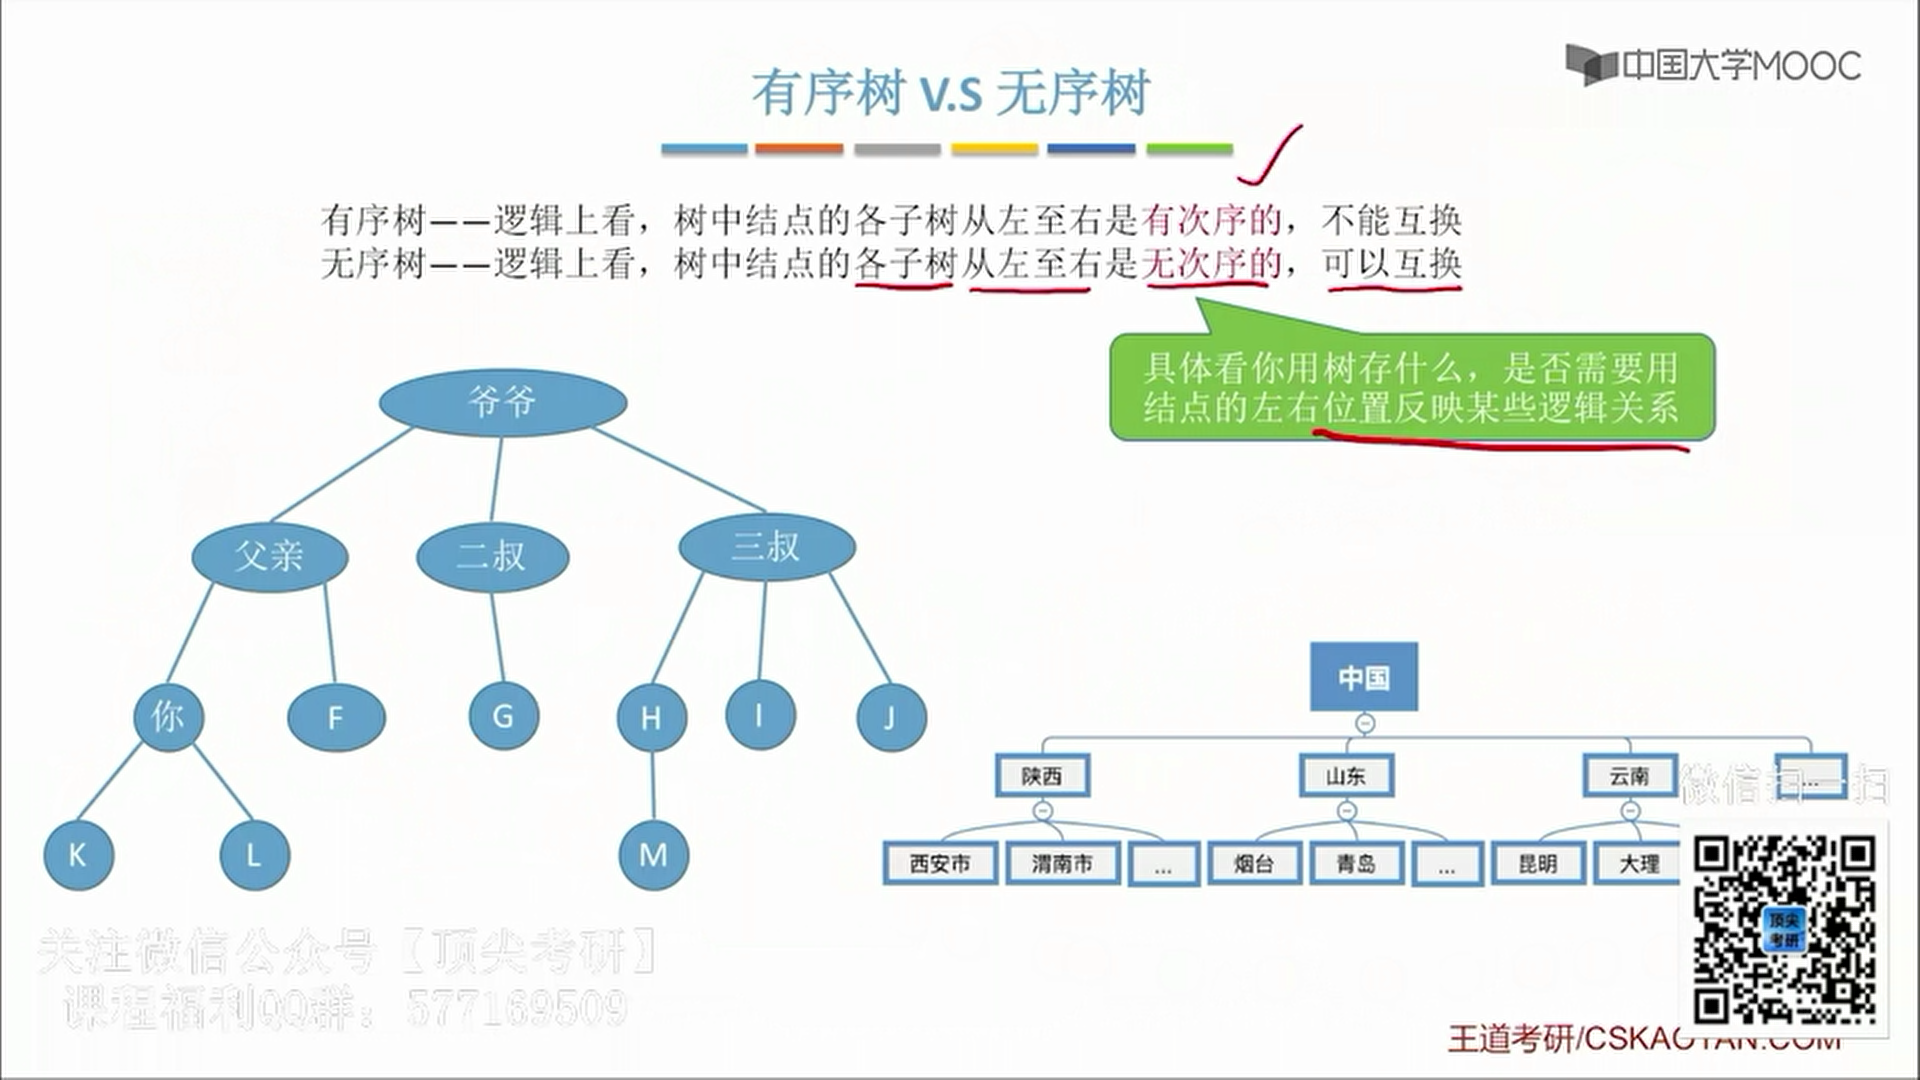 中国大学MOOC
有序树 V.S 无序树
有序树——逻辑上看，树中结点的各子树从左至右是有次序的，不能互换
无序树——逻辑上看，树中结点的各子树从左至右是无次序的，可以互换
具体看你用树存什么，是否需要用
结点的左右位置反映某些逻辑关系
爷爷
父亲
二叔
三叔
你
F
G
H
I
J
K
L
M
中国
陕西
山东
云南
...
西安市
渭南市
...
烟台
青岛
...
昆明
大理
微信扫一扫
顶尖
考研
关注微信公众号【顶尖考研】
课程福利QQ群：577169509
王道考研/CSKAOYAN.COM